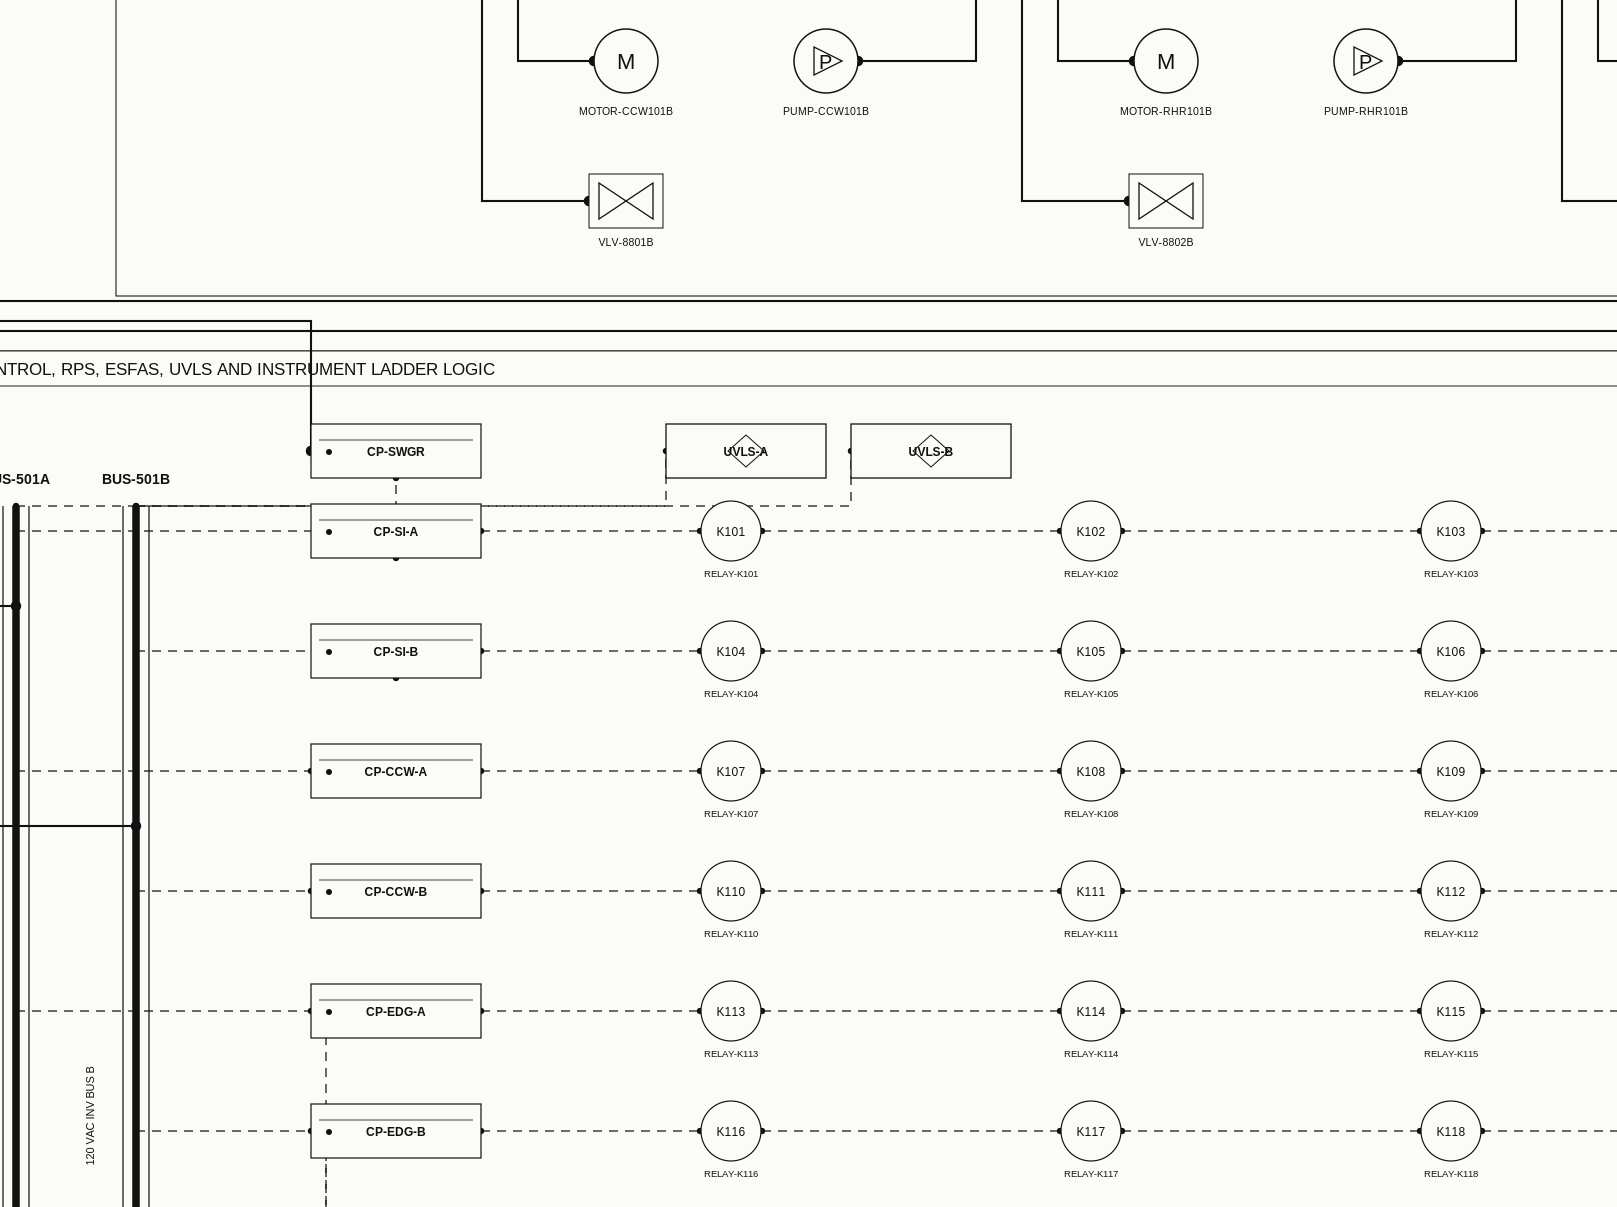 M
P
M
P
MOTOR-CCW101B
PUMP-CCW101B
MOTOR-RHR101B
PUMP-RHR101B
VLV-8801B
VLV-8802B
NTROL, RPS, ESFAS, UVLS AND INSTRUMENT LADDER LOGIC
CP-SWGR
UVLS-A
UVLS-B
US-501A
BUS-501B
CP-SI-A
K101
K102
K103
RELAY-K101
RELAY-K102
RELAY-K103
CP-SI-B
K104
K105
K106
RELAY-K104
RELAY-K105
RELAY-K106
CP-CCW-A
K107
K108
K109
RELAY-K107
RELAY-K108
RELAY-K109
CP-CCW-B
K110
K111
K112
RELAY-K110
RELAY-K111
RELAY-K112
CP-EDG-A
K113
K114
K115
RELAY-K113
RELAY-K114
RELAY-K115
120 VAC INV BUS B
CP-EDG-B
K116
K117
K118
RELAY-K116
RELAY-K117
RELAY-K118